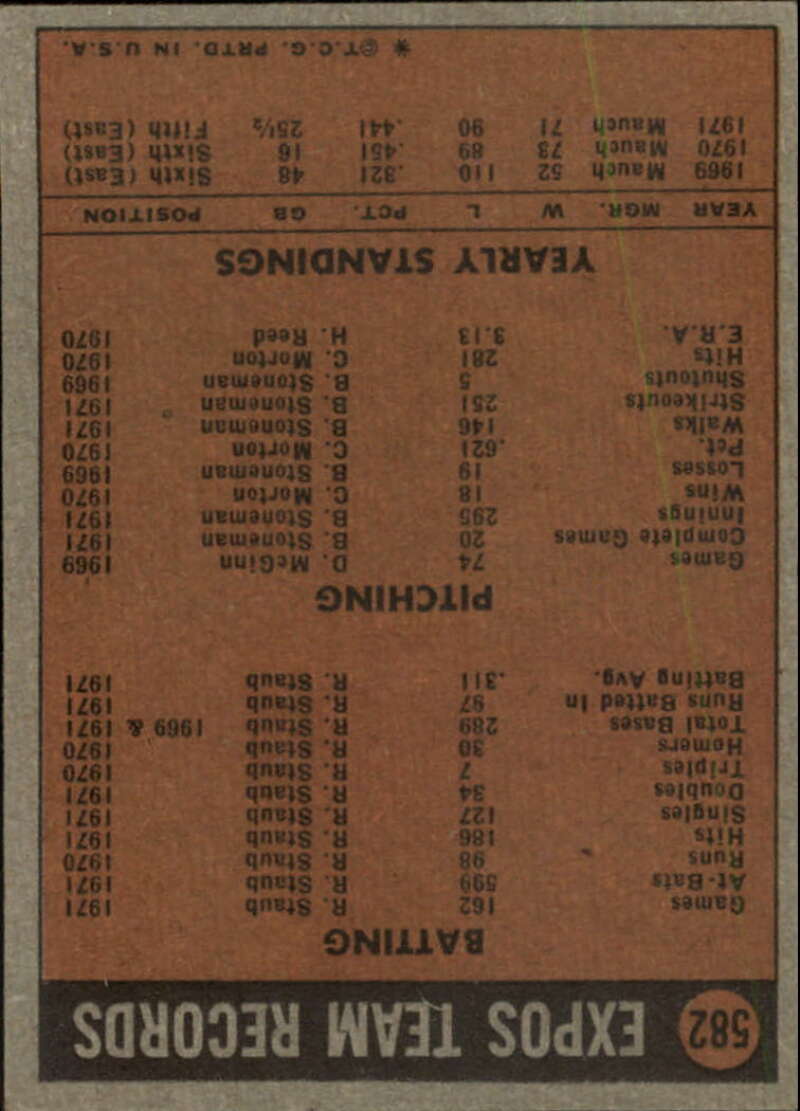 582 EXPOS TEAM RECORDS
BATTING
Games 162 R. Staub 1971
At-Bats 599 R. Staub 1971
Runs 98 R. Staub 1970
Hits 186 R. Staub 1971
Singles 127 R. Staub 1971
Doubles 34 R. Staub 1971
Triples 7 R. Staub 1970
Homers 30 R. Staub 1970
Total Bases 289 R. Staub 1969 & 1971
Runs Batted In 97 R. Staub 1971
Batting Avg. .311 R. Staub 1971
PITCHING
Games 74 D. McGinn 1969
Complete Games 20 B. Stoneman 1971
Innings 295 B. Stoneman 1971
Wins 18 C. Morton 1970
Losses 19 B. Stoneman 1969
Pct. .621 C. Morton 1970
Walks 146 B. Stoneman 1971
Strikeouts 251 B. Stoneman 1971
Shutouts 5 B. Stoneman 1969
Hits 281 C. Morton 1970
E.R.A. 3.13 H. Reed 1970
YEARLY STANDINGS
YEAR MGR. W L PCT. GB POSITION
1969 Mauch 52 110 .321 48 Sixth (East)
1970 Mauch 73 89 .451 16 Sixth (East)
1971 Mauch 71 90 .441 25½ Fifth (East)
* ©T.C.G. PRTD. IN U.S.A.